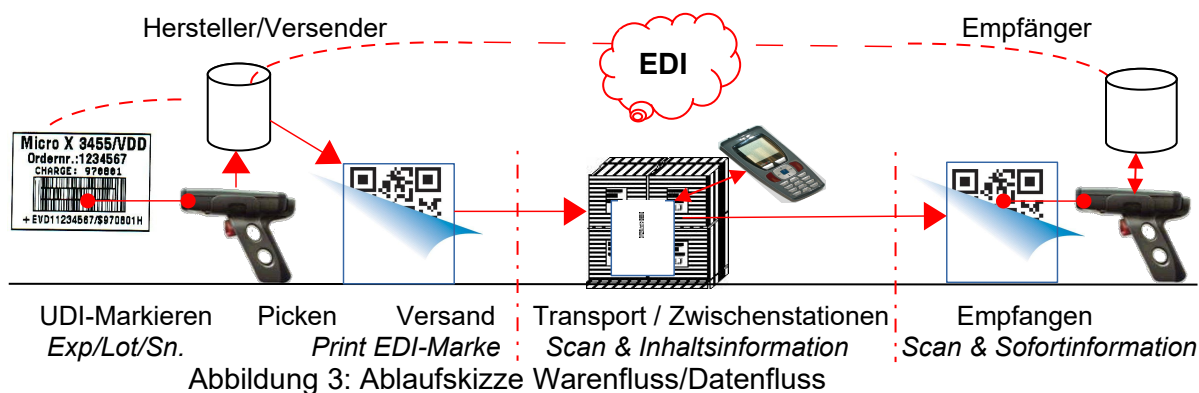 Hersteller/Versender
Empfänger
EDI
Micro X 3455/VDD
Ordernr.:1234567
CHARGE: 970801
+EVD11234567/$970801H
UDI-Markieren Picken Versand Transport / Zwischenstationen Empfangen
Exp/Lot/Sn. Print EDI-Marke Scan & Inhaltsinformation Scan & Sofortinformation
Abbildung 3: Ablaufskizze Warenfluss/Datenfluss